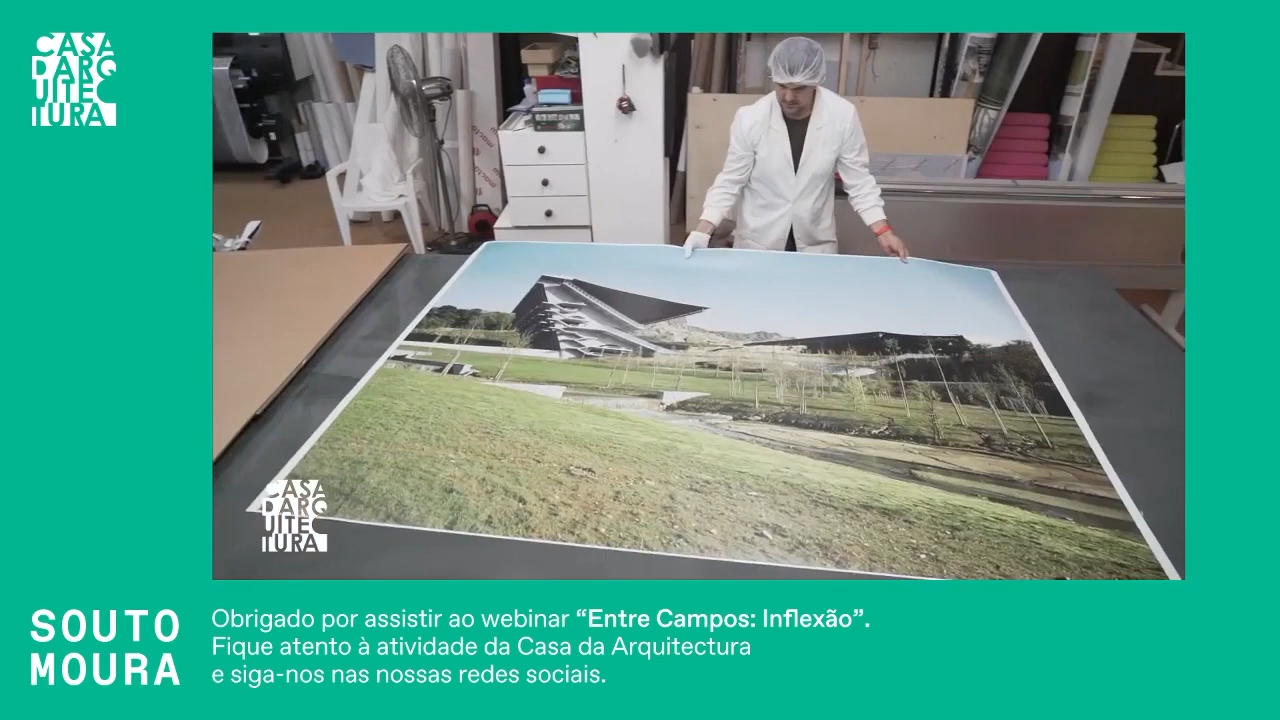 CASA
DARQ
UITEC
TURA
CASA
DARQ
UITEC
TURA
SOUTO
MOURA
Obrigado por assistir ao webinar “Entre Campos: Inflexão”.
Fique atento à atividade da Casa da Arquitectura
e siga-nos nas nossas redes sociais.